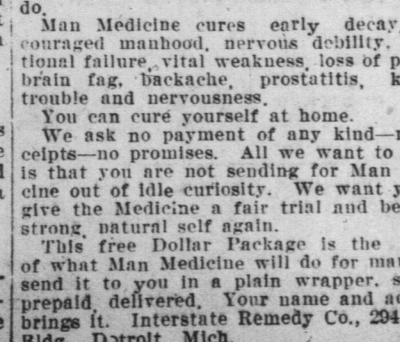 do.
Man Medicine cures early decay,
couraged manhood, nervous debility,
tional failure, vital weakness, loss of p
brain fag, backache, prostatitis, k
trouble and nervousness.
You can cure yourself at home.
We ask no payment of any kind—
ceipts—no promises. All we want to
is that you are not sending for Man
cine out of idle curiosity. We want y
give the Medicine a fair trial and be
strong, natural self again.
This free Dollar Package is the
of what Man Medicine will do for
send it to you in a plain wrapper, s
prepaid, delivered. Your name and
brings it. Interstate Remedy Co., 294
Bldg. Detroit, Mich.